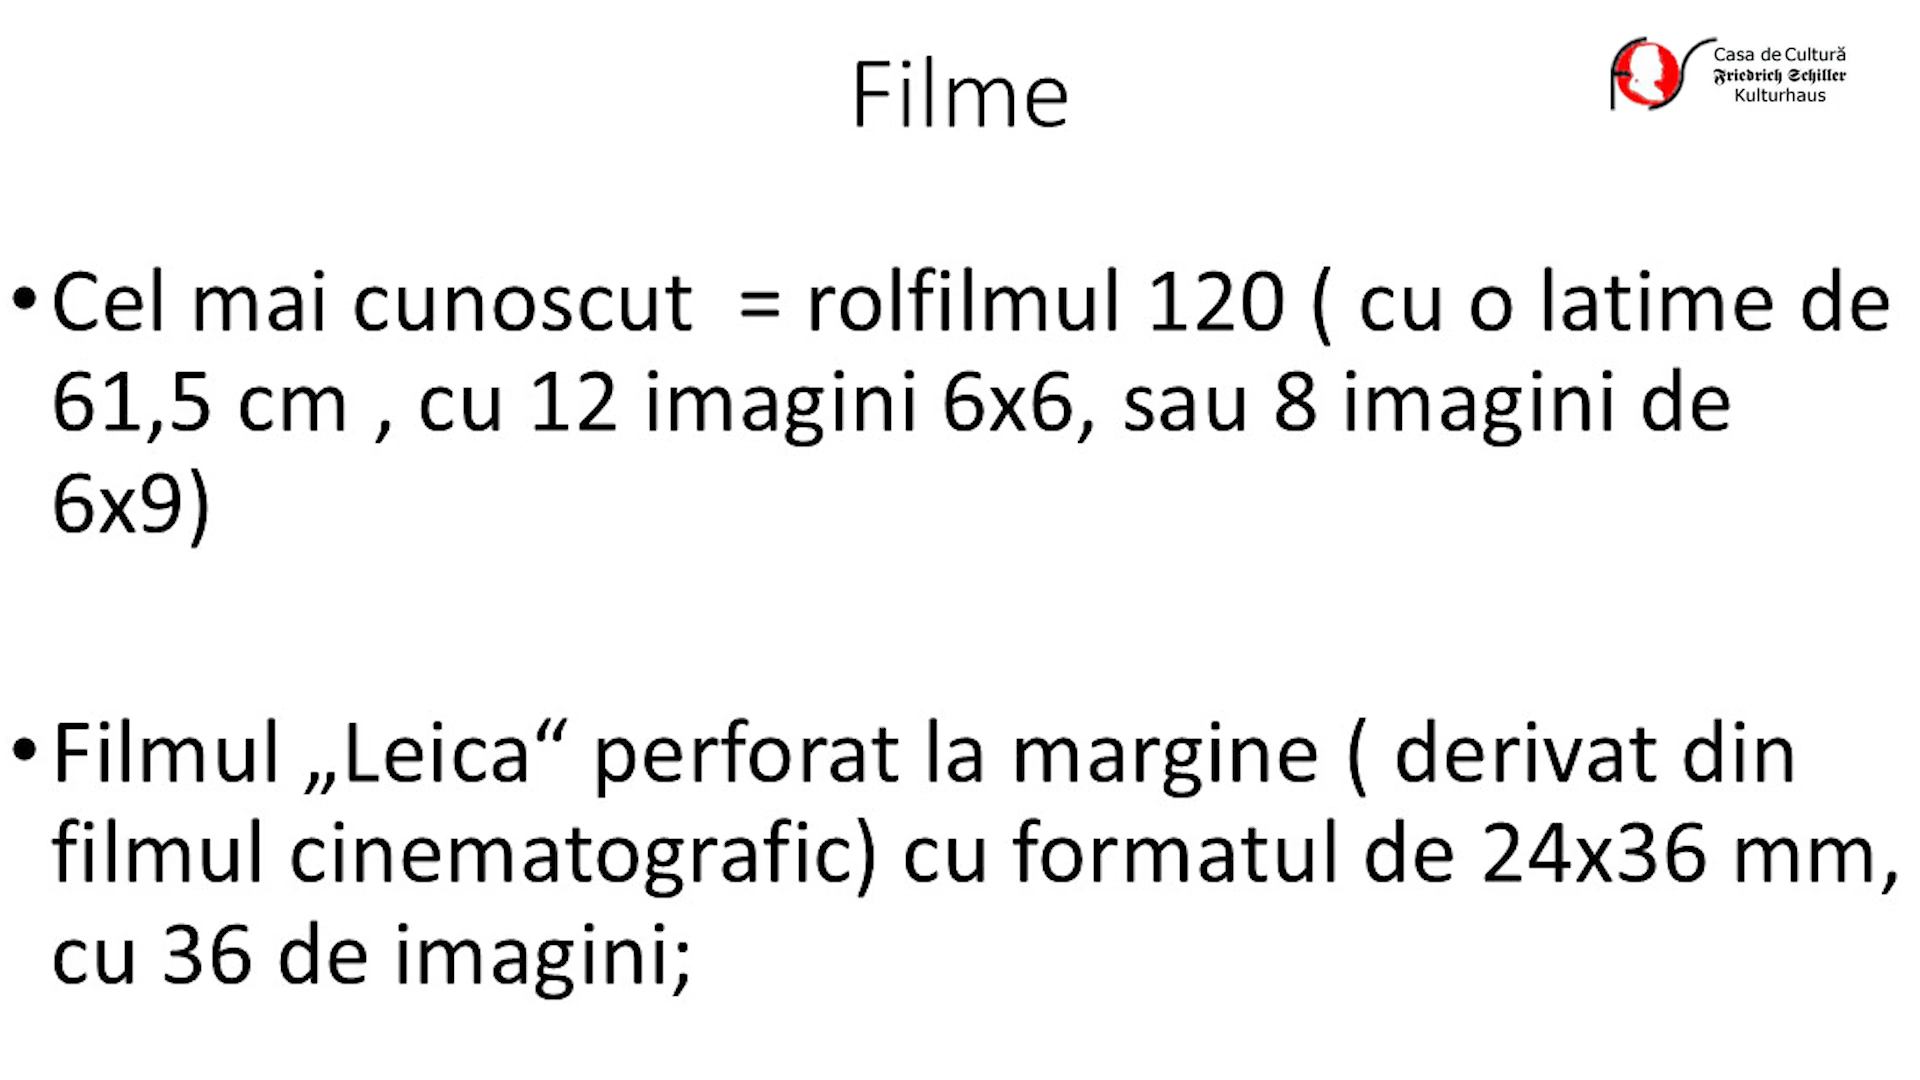 Filme
Casa de Cultură
Friedrich Schiller
Kulturhaus
•Cel mai cunoscut  = rolfilmul 120 ( cu o latime de
61,5 cm , cu 12 imagini 6x6, sau 8 imagini de
6x9)
•Filmul „Leica“ perforat la margine ( derivat din
filmul cinematografic) cu formatul de 24x36 mm,
cu 36 de imagini;